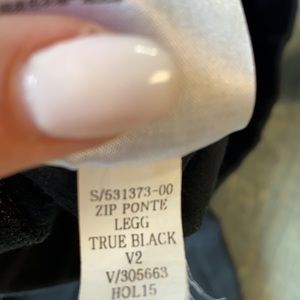 S/531373-00
ZIP PONTE
LEGG
TRUE BLACK
V2
V/305663
HOL15